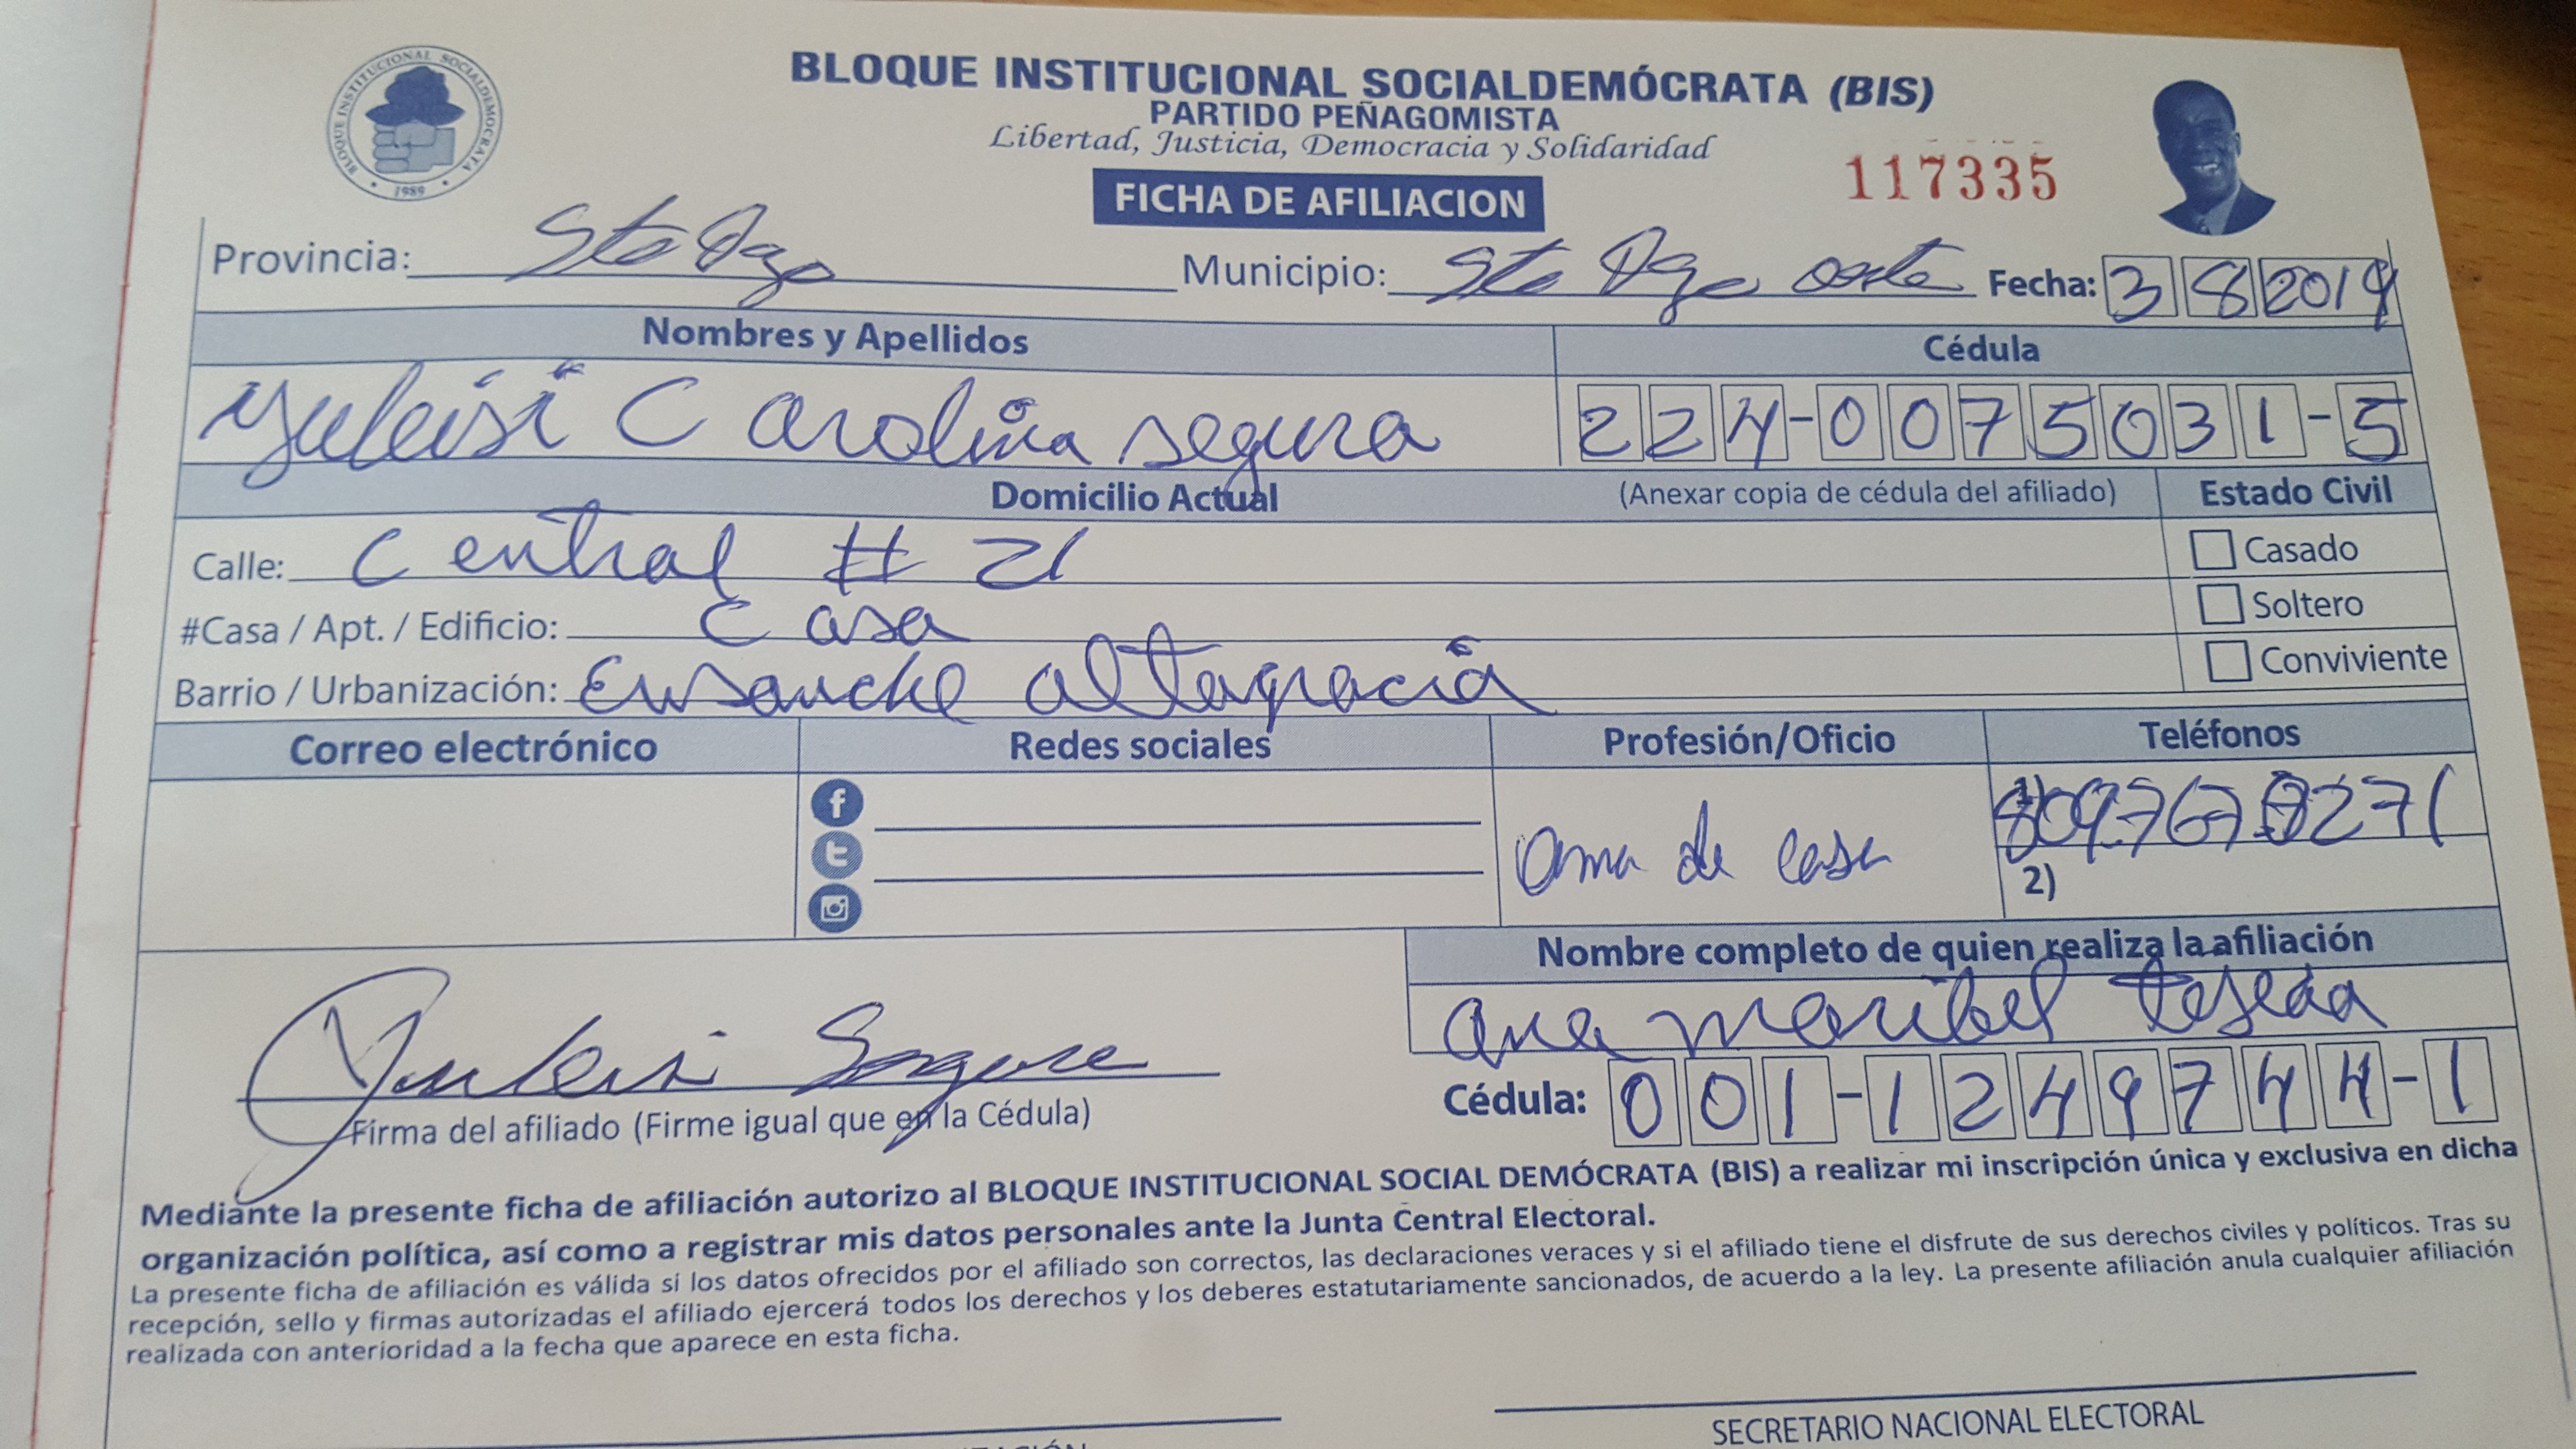 BLOQUE INSTITUCIONAL SOCIALDEMOCRATA
1989
BLOQUE INSTITUCIONAL SOCIALDEMÓCRATA (BIS)
PARTIDO PEÑAGOMISTA
Libertad, Justicia, Democracia y Solidaridad
FICHA DE AFILIACION
117335
Provincia: Sto Dgo Municipio: Sto Dgo oeste Fecha: 3 8 2019
Nombres y Apellidos Cédula
Yuleisi Carolina segura 224-0075031-5
Domicilio Actual (Anexar copia de cédula del afiliado) Estado Civil
Calle: Central # 21 Casado
#Casa / Apt. / Edificio: Casa Soltero
Barrio / Urbanización: Ensanche altagracia Conviviente
Correo electrónico Redes sociales Profesión/Oficio Teléfonos
f
t
ama de casa
1) 809.767.8271
2)
Nombre completo de quien realiza la afiliación
ana maribel teseda
Yuleisi Segura
Firma del afiliado (Firme igual que en la Cédula)
Cédula: 001-1249744-1
Mediante la presente ficha de afiliación autorizo al BLOQUE INSTITUCIONAL SOCIAL DEMÓCRATA (BIS) a realizar mi inscripción única y exclusiva en dicha
organización política, así como a registrar mis datos personales ante la Junta Central Electoral.
La presente ficha de afiliación es válida si los datos ofrecidos por el afiliado son correctos, las declaraciones veraces y si el afiliado tiene el disfrute de sus derechos civiles y políticos. Tras su
recepción, sello y firmas autorizadas el afiliado ejercerá todos los derechos y los deberes estatutariamente sancionados, de acuerdo a la ley. La presente afiliación anula cualquier afiliación
realizada con anterioridad a la fecha que aparece en esta ficha.
SECRETARIO NACIONAL ELECTORAL